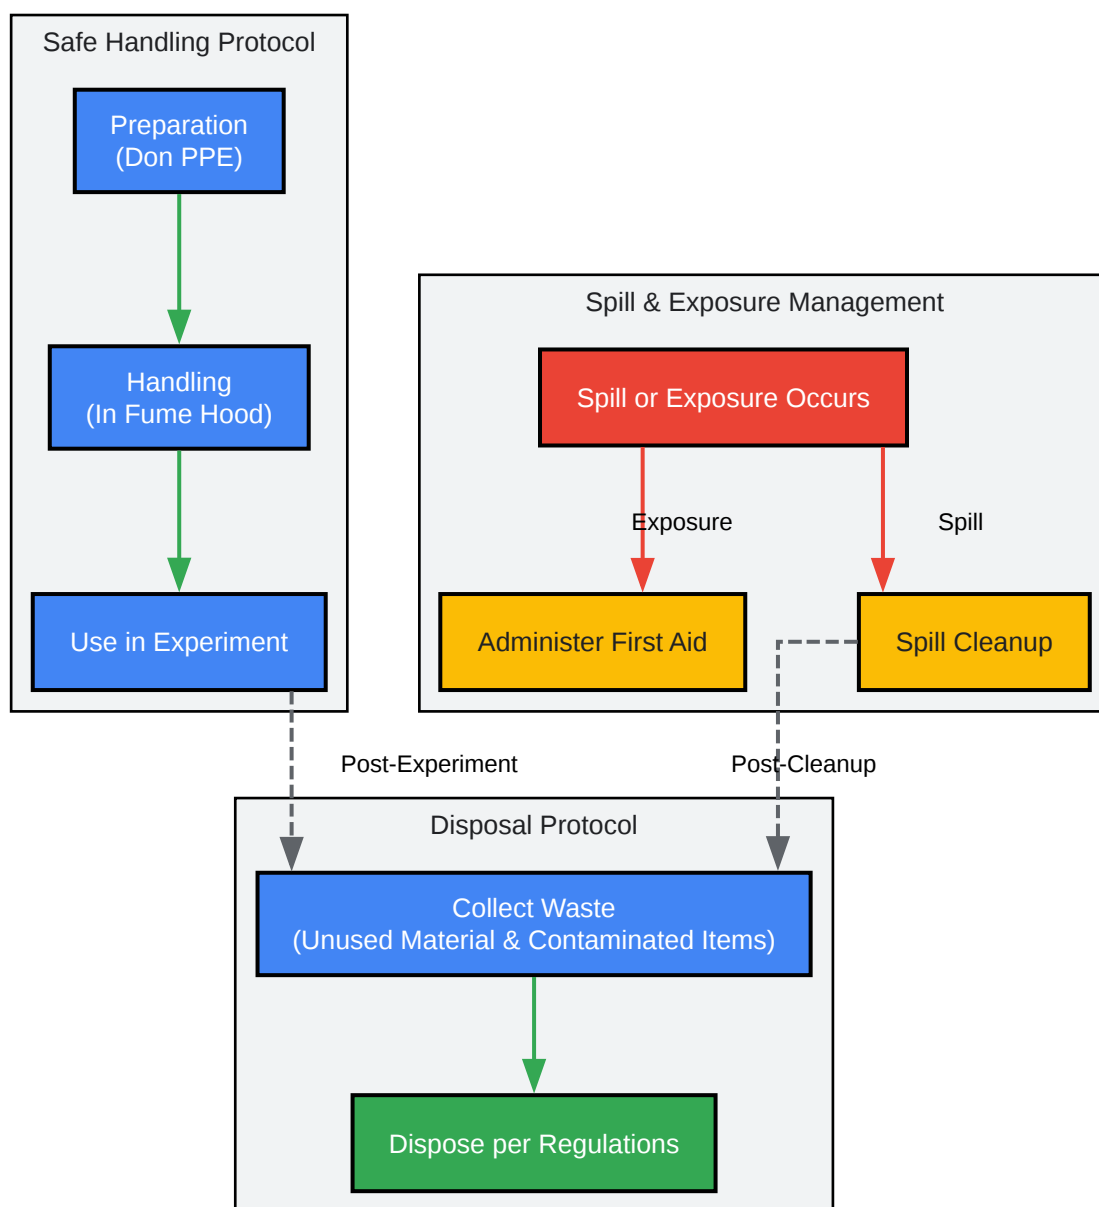 Safe Handling Protocol
Preparation
(Don PPE)
Handling
(In Fume Hood)
Use in Experiment
Spill & Exposure Management
Spill or Exposure Occurs
Exposure
Spill
Administer First Aid
Spill Cleanup
Post-Experiment
Post-Cleanup
Disposal Protocol
Collect Waste
(Unused Material & Contaminated Items)
Dispose per Regulations